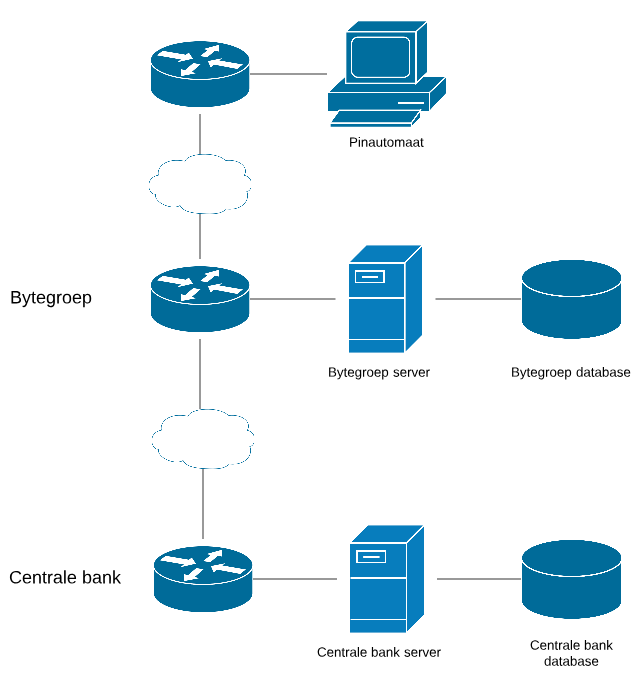 Pinautomaat
Bytegroep
Bytegroep server
Bytegroep database
Centrale bank
Centrale bank server
Centrale bank
database